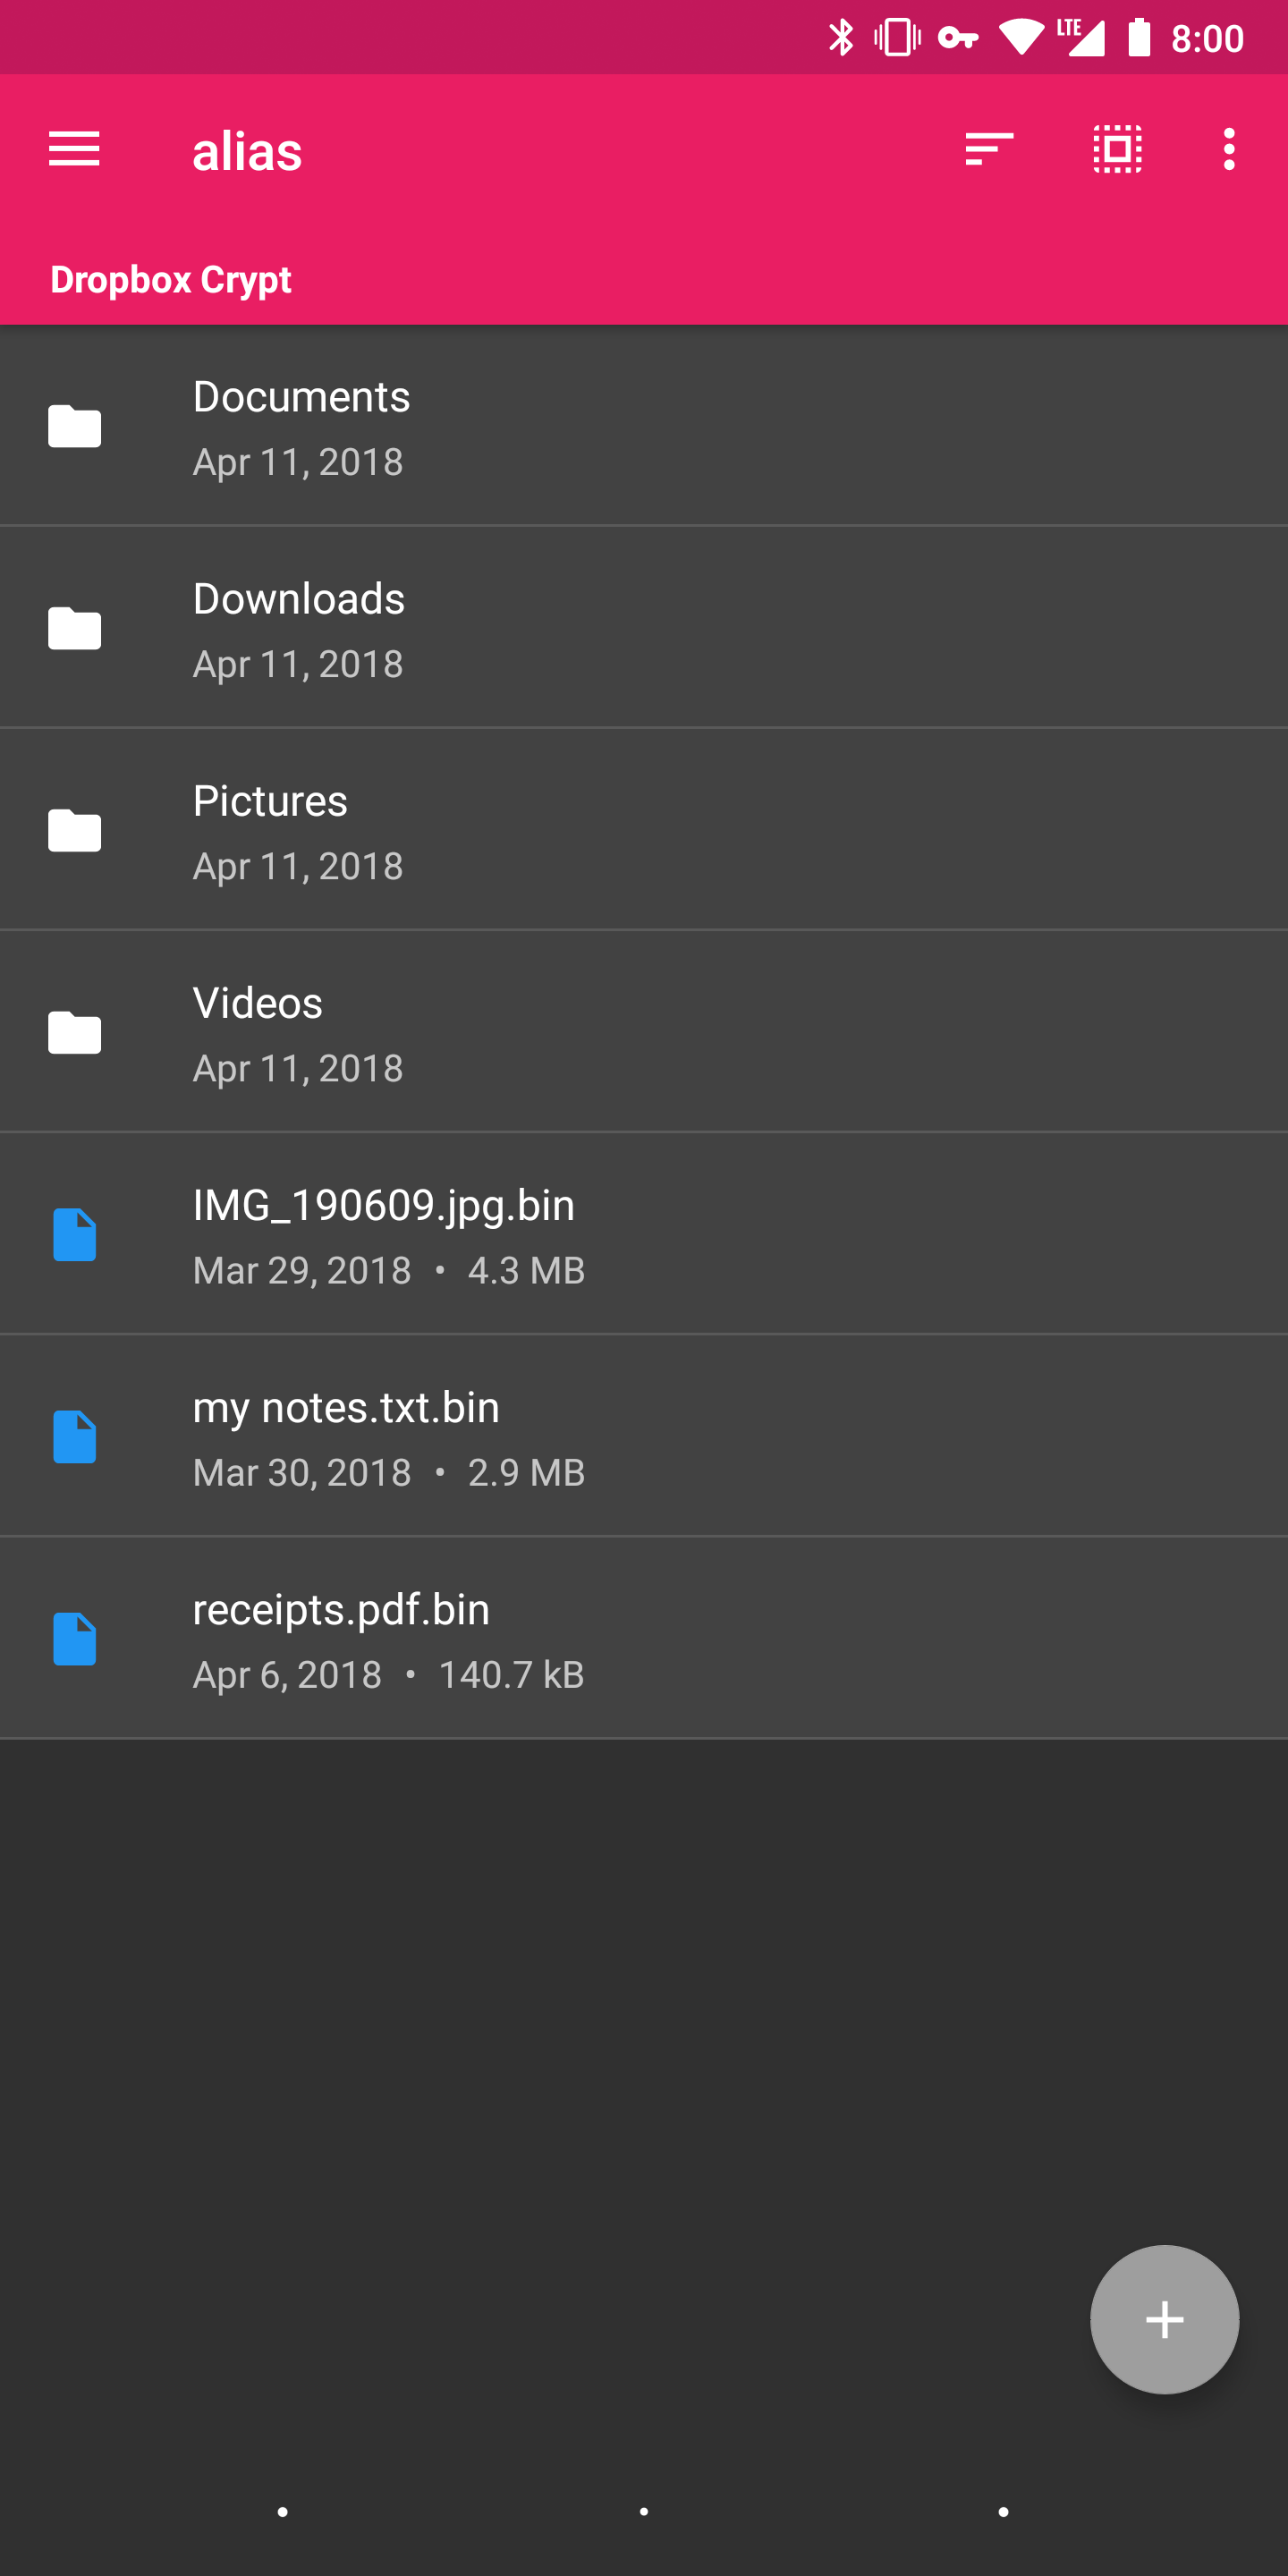 LTE 8:00
alias
Dropbox Crypt
Documents
Apr 11, 2018
Downloads
Apr 11, 2018
Pictures
Apr 11, 2018
Videos
Apr 11, 2018
IMG_190609.jpg.bin
Mar 29, 2018 • 4.3 MB
my notes.txt.bin
Mar 30, 2018 • 2.9 MB
receipts.pdf.bin
Apr 6, 2018 • 140.7 kB